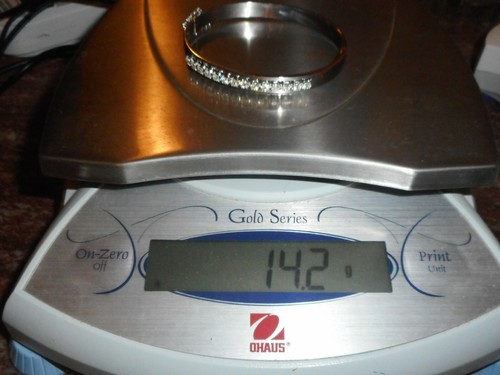 Gold Series
On-Zero
Off
14.2 g
Print
Unit
OHAUS®